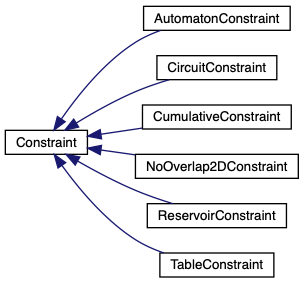 AutomatonConstraint
CircuitConstraint
CumulativeConstraint
Constraint
NoOverlap2DConstraint
ReservoirConstraint
TableConstraint